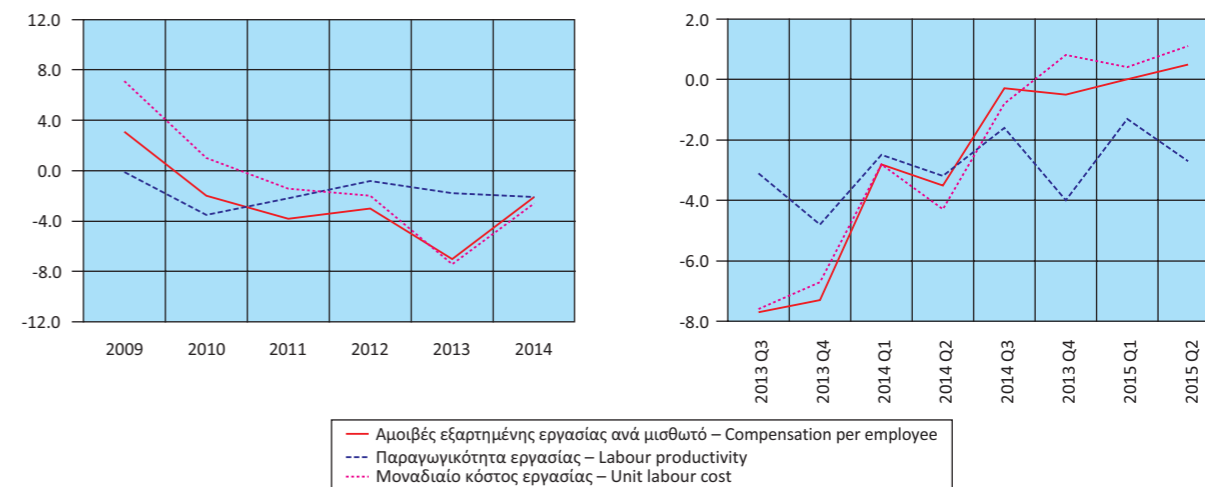 12.0
8.0
4.0
0.0
-4.0
-8.0
-12.0
2009 2010 2011 2012 2013 2014
2.0
0.0
-2.0
-4.0
-6.0
-8.0
2013 Q3
2013 Q4
2014 Q1
2014 Q2
2014 Q3
2013 Q4
2015 Q1
2015 Q2
Αμοιβές εξαρτημένης εργασίας ανά μισθωτό – Compensation per employee
Παραγωγικότητα εργασίας – Labour productivity
Μοναδιαίο κόστος εργασίας – Unit labour cost